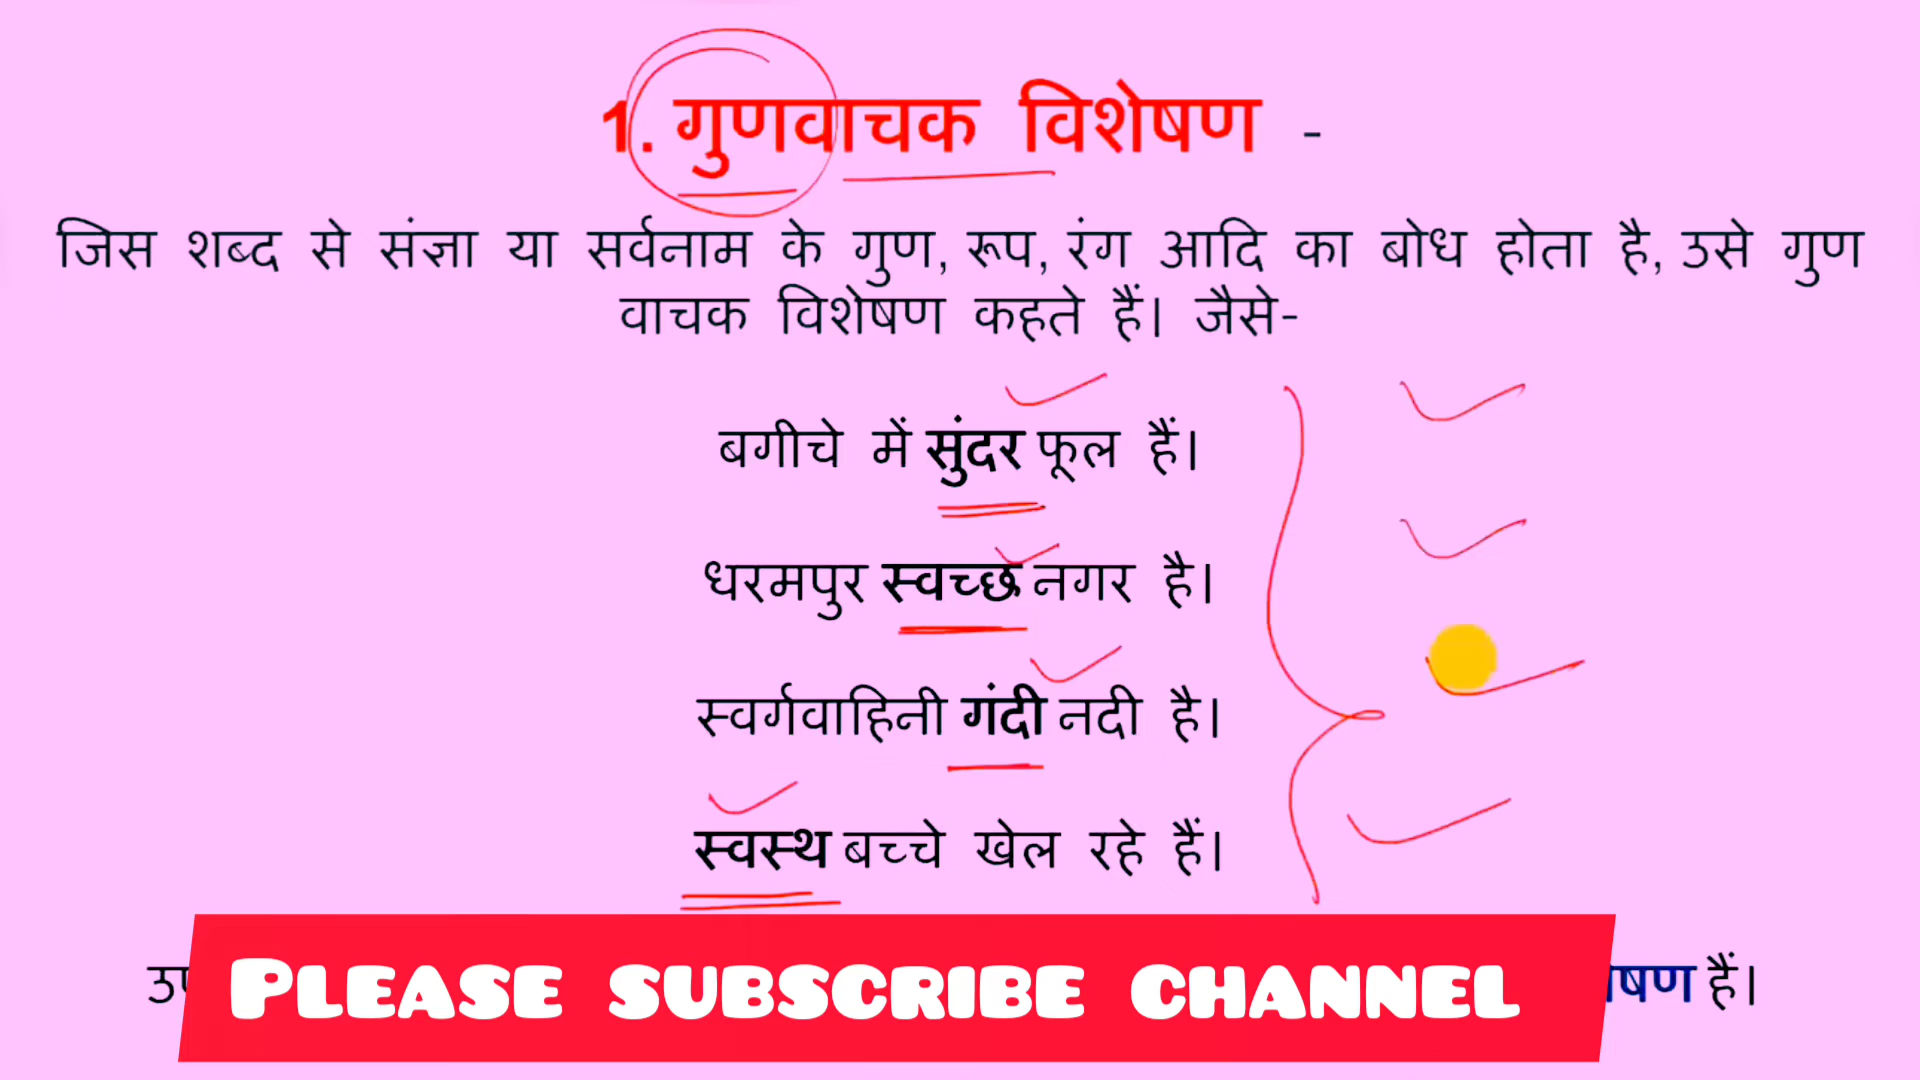 1. गुणवाचक विशेषण -
जिस शब्द से संज्ञा या सर्वनाम के गुण, रूप, रंग आदि का बोध होता है, उसे गुण
वाचक विशेषण कहते हैं। जैसे-
बगीचे में सुंदर फूल हैं।
धरमपुर स्वच्छ नगर है।
स्वर्गवाहिनी गंदी नदी है।
स्वस्थ बच्चे खेल रहे हैं।
हैं।
PLEASE SUBSCRIBE CHANNEL